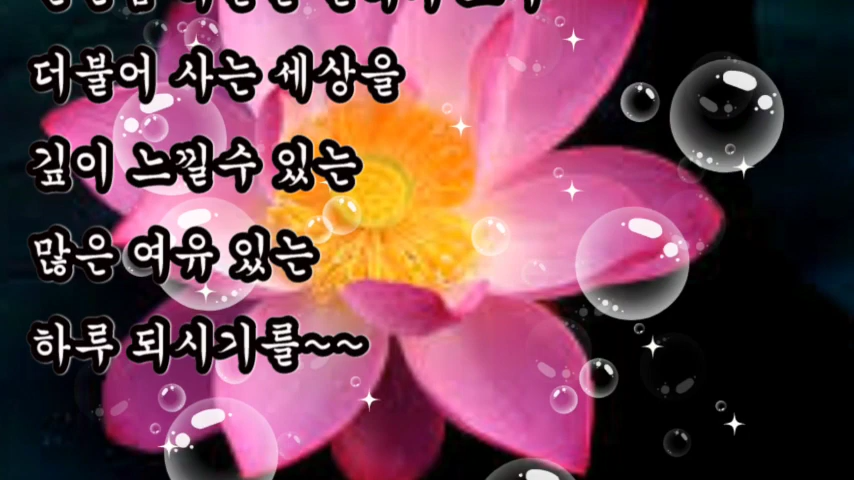 더불어 사는 세상을
깊이 느낄수 있는
많은 여유 있는
하루 되시기를~~